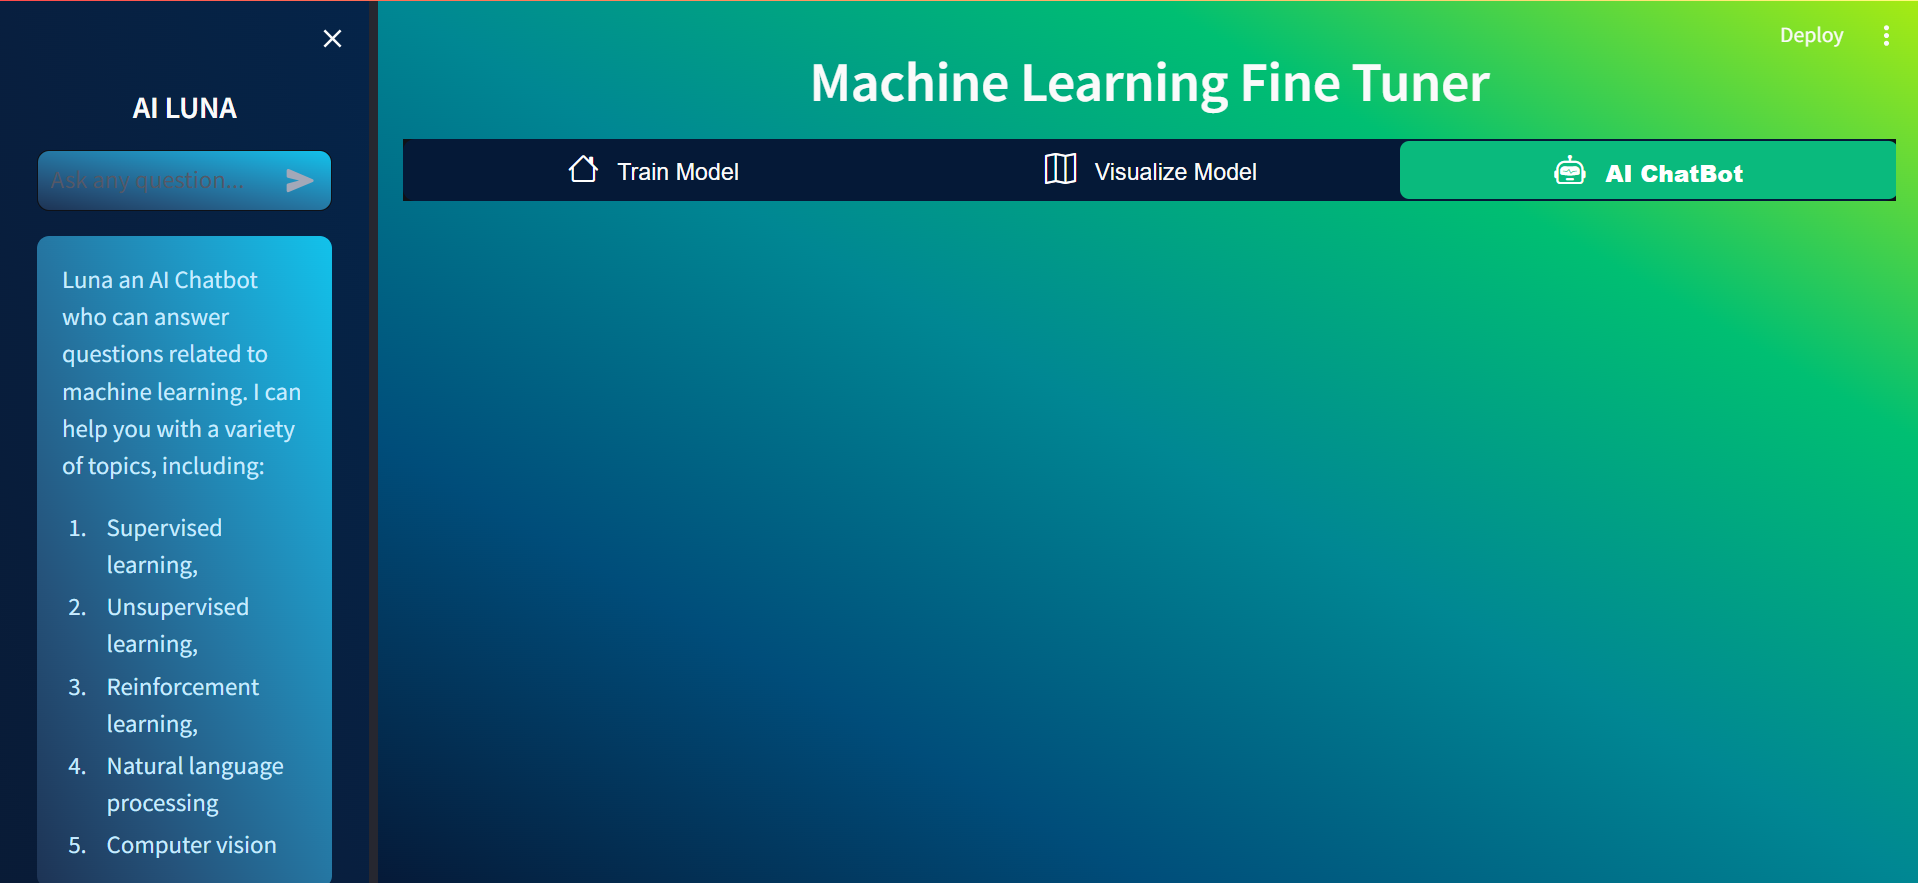 AI LUNA
Ask any question...
Luna an AI Chatbot
who can answer
questions related to
machine learning. I can
help you with a variety
of topics, including:
1. Supervised
learning,
2. Unsupervised
learning,
3. Reinforcement
learning,
4. Natural language
processing
5. Computer vision
Deploy
Machine Learning Fine Tuner
Train Model
Visualize Model
AI ChatBot